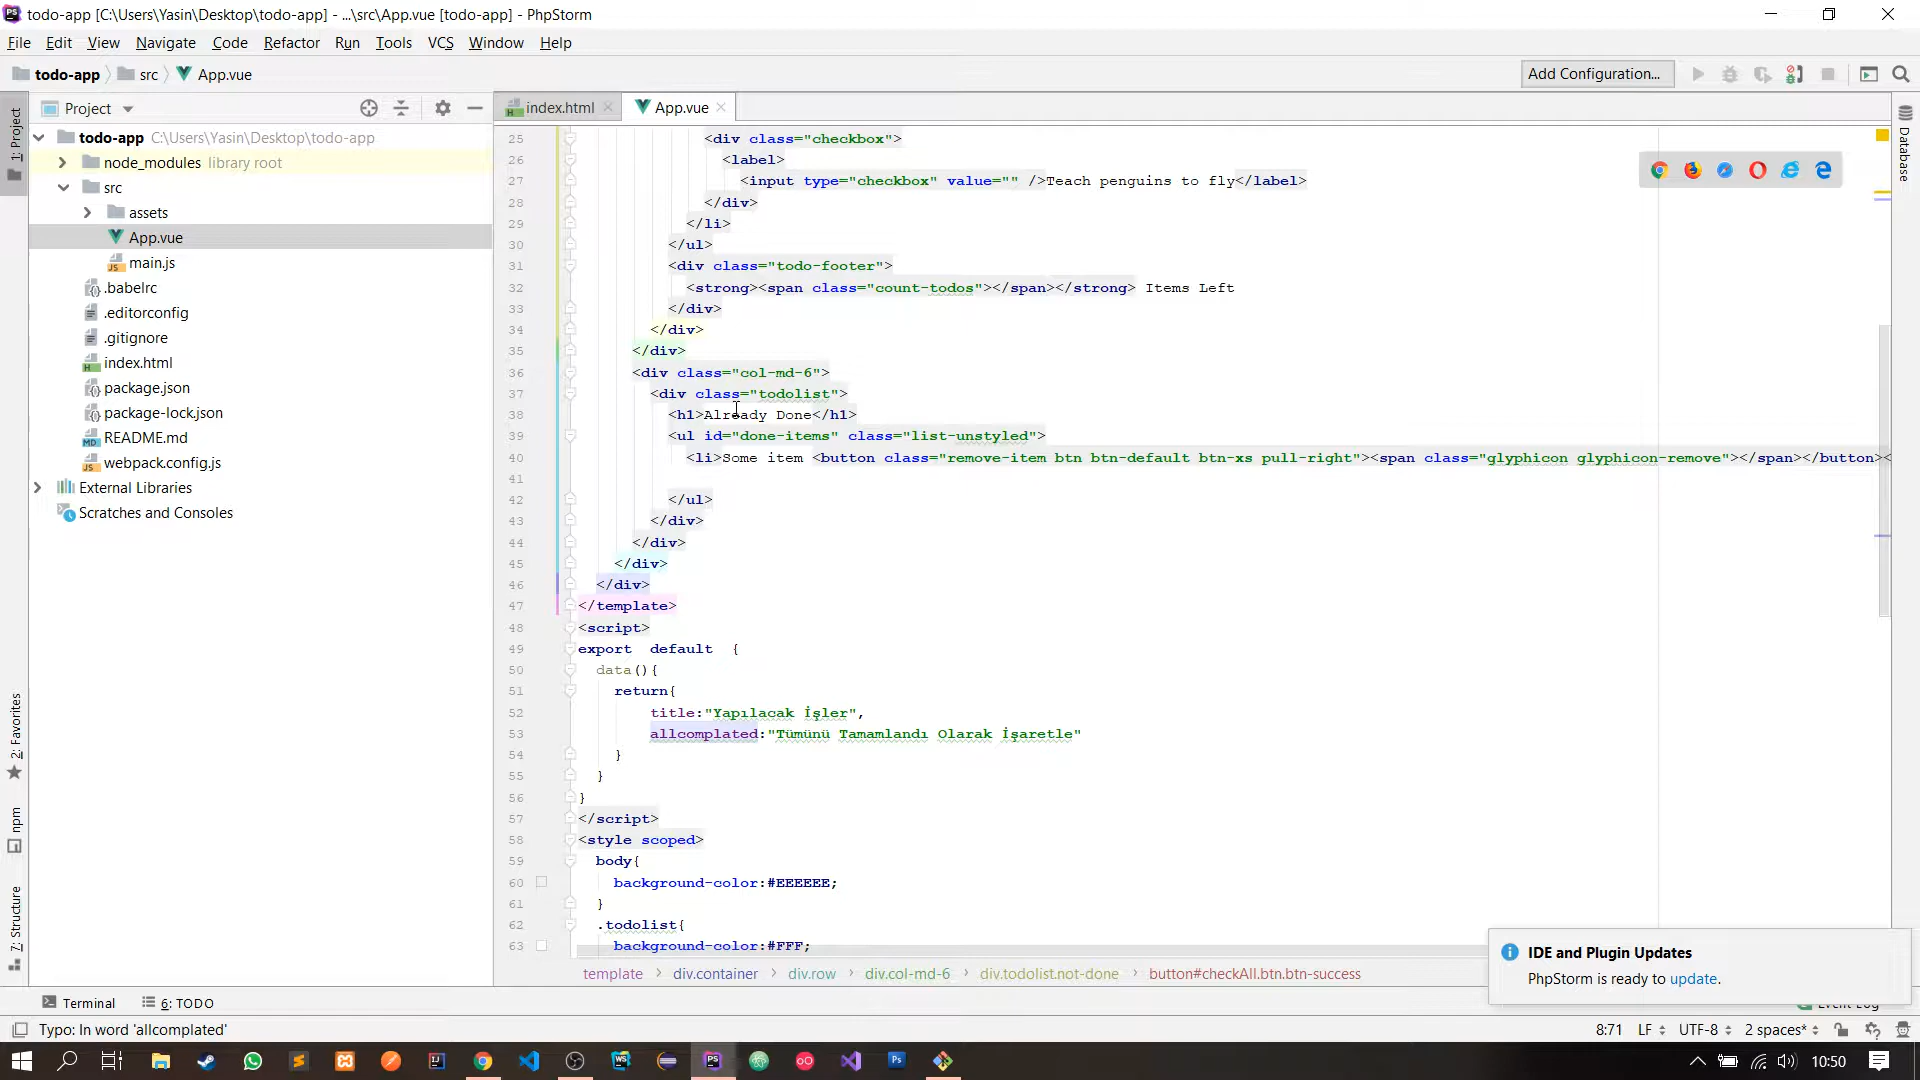 todo-app [C:\Users\Yasin\Desktop\todo-app] - ...\src\App.vue [todo-app] - PhpStorm
File Edit View Navigate Code Refactor Run Tools VCS Window Help
todo-app src App.vue Add Configuration...
Project
index.html App.vue
1: Project
2: Favorites
npm
7: Structure
Database
todo-app C:\Users\Yasin\Desktop\todo-app
node_modules library root
src
assets
App.vue
main.js
.babelrc
.editorconfig
.gitignore
index.html
package.json
package-lock.json
README.md
webpack.config.js
External Libraries
Scratches and Consoles
25 <div class="checkbox">
26 <label>
27 <input type="checkbox" value="" />Teach penguins to fly</label>
28 </div>
29 </li>
30 </ul>
31 <div class="todo-footer">
32 <strong><span class="count-todos"></span></strong> Items Left
33 </div>
34 </div>
35 </div>
36 <div class="col-md-6">
37 <div class="todolist">
38 <h1>Already Done</h1>
39 <ul id="done-items" class="list-unstyled">
40 <li>Some item <button class="remove-item btn btn-default btn-xs pull-right"><span class="glyphicon glyphicon-remove"></span></button><
41
42 </ul>
43 </div>
44 </div>
45 </div>
46 </div>
47 </template>
48 <script>
49 export default {
50 data(){
51 return{
52 title:"Yapılacak İşler",
53 allcomplated:"Tümünü Tamamlandı Olarak İşaretle"
54 }
55 }
56 }
57 </script>
58 <style scoped>
59 body{
60 background-color:#EEEEEE;
61 }
62 .todolist{
63 background-color:#FFF;
template div.container div.row div.col-md-6 div.todolist.not-done button#checkAll.btn.btn-success
IDE and Plugin Updates
PhpStorm is ready to update.
Terminal 6: TODO Event Log
Typo: In word 'allcomplated' 8:71 LF UTF-8 2 spaces*
10:50